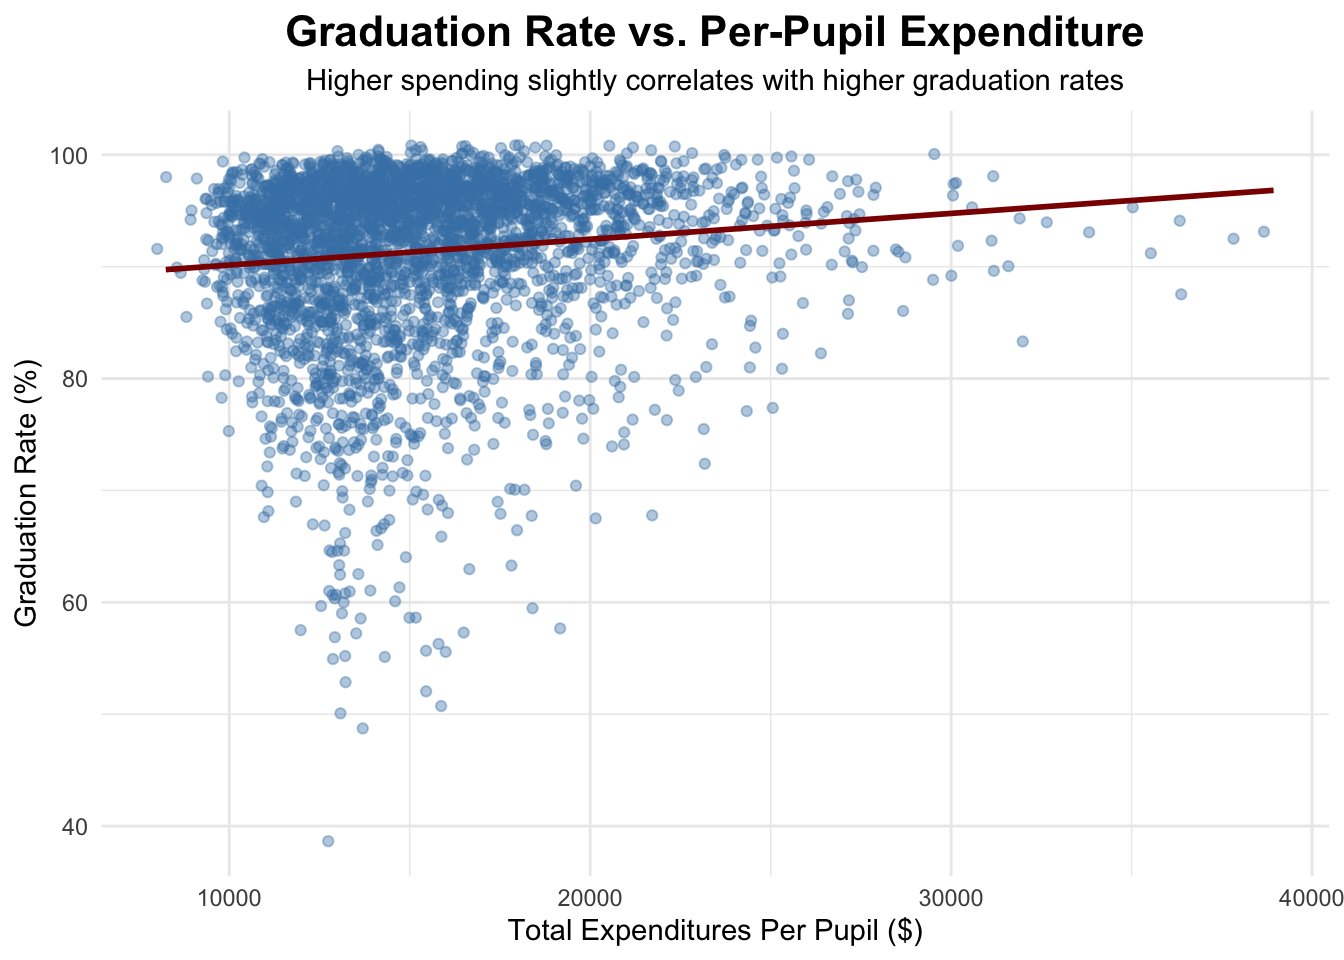 Graduation Rate vs. Per-Pupil Expenditure
Higher spending slightly correlates with higher graduation rates
Graduation Rate (%)
100
80
60
40
10000 20000 30000 40000
Total Expenditures Per Pupil ($)